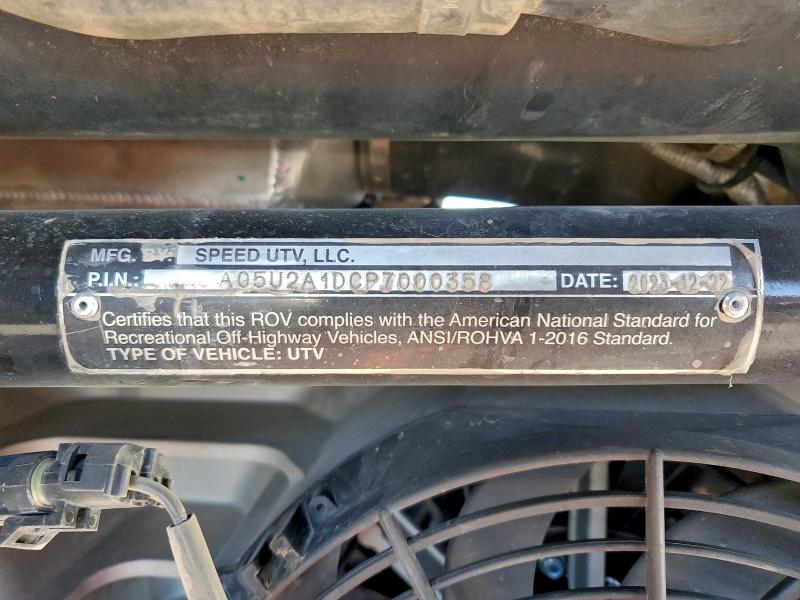 MFG. BY: SPEED UTV, LLC.
P.I.N.: A05U2A1DCP7000358 DATE: 2023-12-22
Certifies that this ROV complies with the American National Standard for
Recreational Off-Highway Vehicles, ANSI/ROHVA 1-2016 Standard.
TYPE OF VEHICLE: UTV